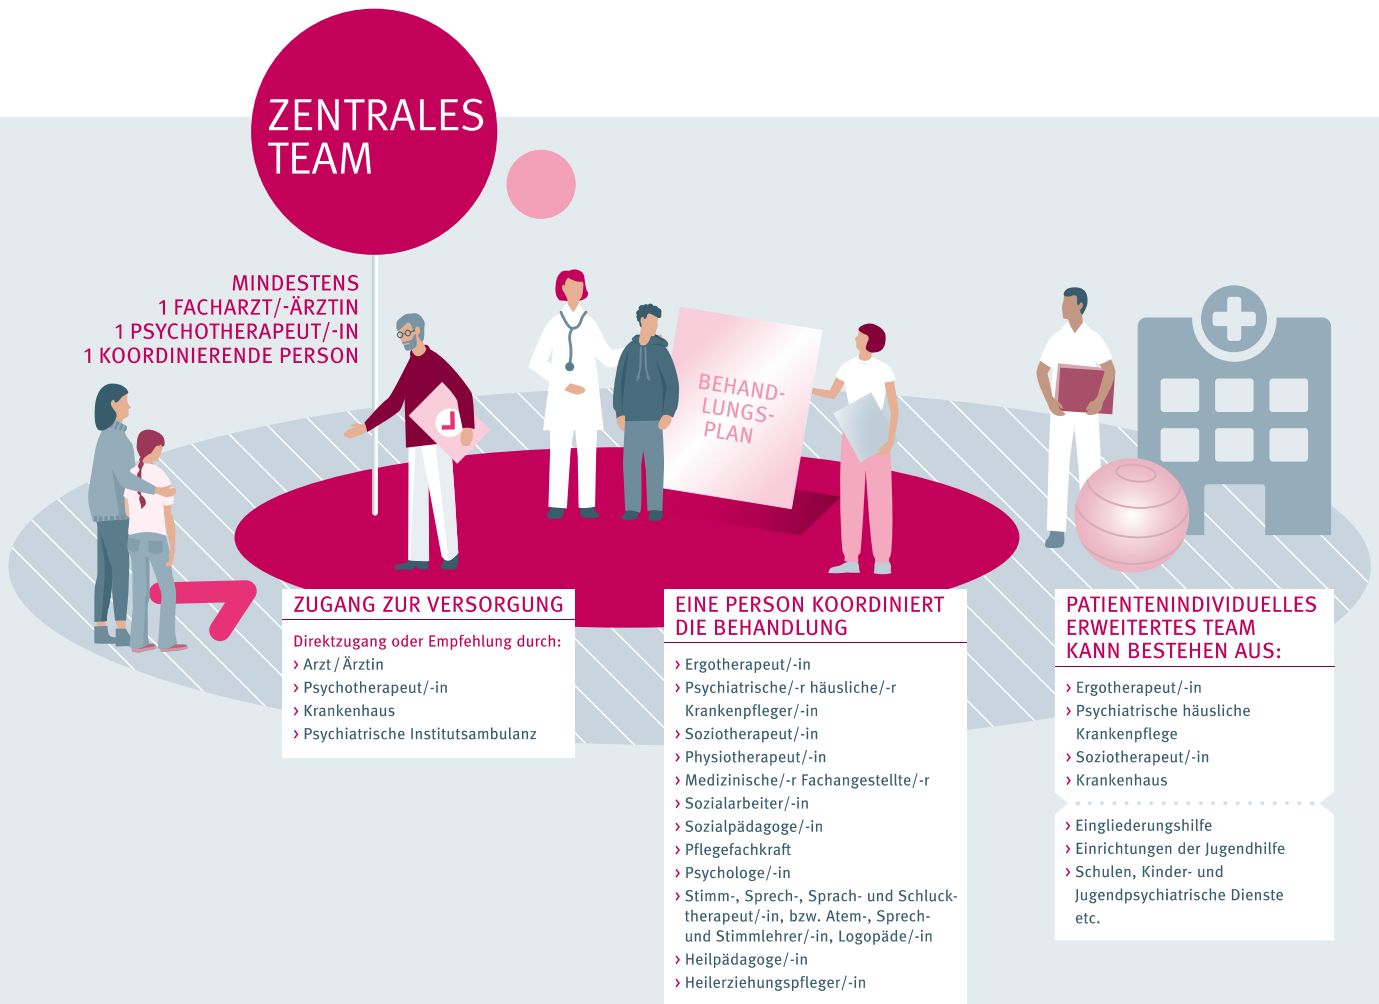 ZENTRALES
TEAM
MINDESTENS
1 FACHARZT/-ÄRZTIN
1 PSYCHOTHERAPEUT/-IN
1 KOORDINIERENDE PERSON
BEHAND-
LUNGS-
PLAN
ZUGANG ZUR VERSORGUNG
Direktzugang oder Empfehlung durch:
> Arzt / Ärztin
> Psychotherapeut/-in
> Krankenhaus
> Psychiatrische Institutsambulanz
EINE PERSON KOORDINIERT
DIE BEHANDLUNG
> Ergotherapeut/-in
> Psychiatrische/-r häusliche/-r
Krankenpfleger/-in
> Soziotherapeut/-in
> Physiotherapeut/-in
> Medizinische/-r Fachangestellte/-r
> Sozialarbeiter/-in
> Sozialpädagoge/-in
> Pflegefachkraft
> Psychologe/-in
> Stimm-, Sprech-, Sprach- und Schluck-
therapeut/-in, bzw. Atem-, Sprech-
und Stimmlehrer/-in, Logopäde/-in
> Heilpädagoge/-in
> Heilerziehungspfleger/-in
PATIENTENINDIVIDUELLES
ERWEITERTES TEAM
KANN BESTEHEN AUS:
> Ergotherapeut/-in
> Psychiatrische häusliche
Krankenpflege
> Soziotherapeut/-in
> Krankenhaus
> Eingliederungshilfe
> Einrichtungen der Jugendhilfe
> Schulen, Kinder- und
Jugendpsychiatrische Dienste
etc.